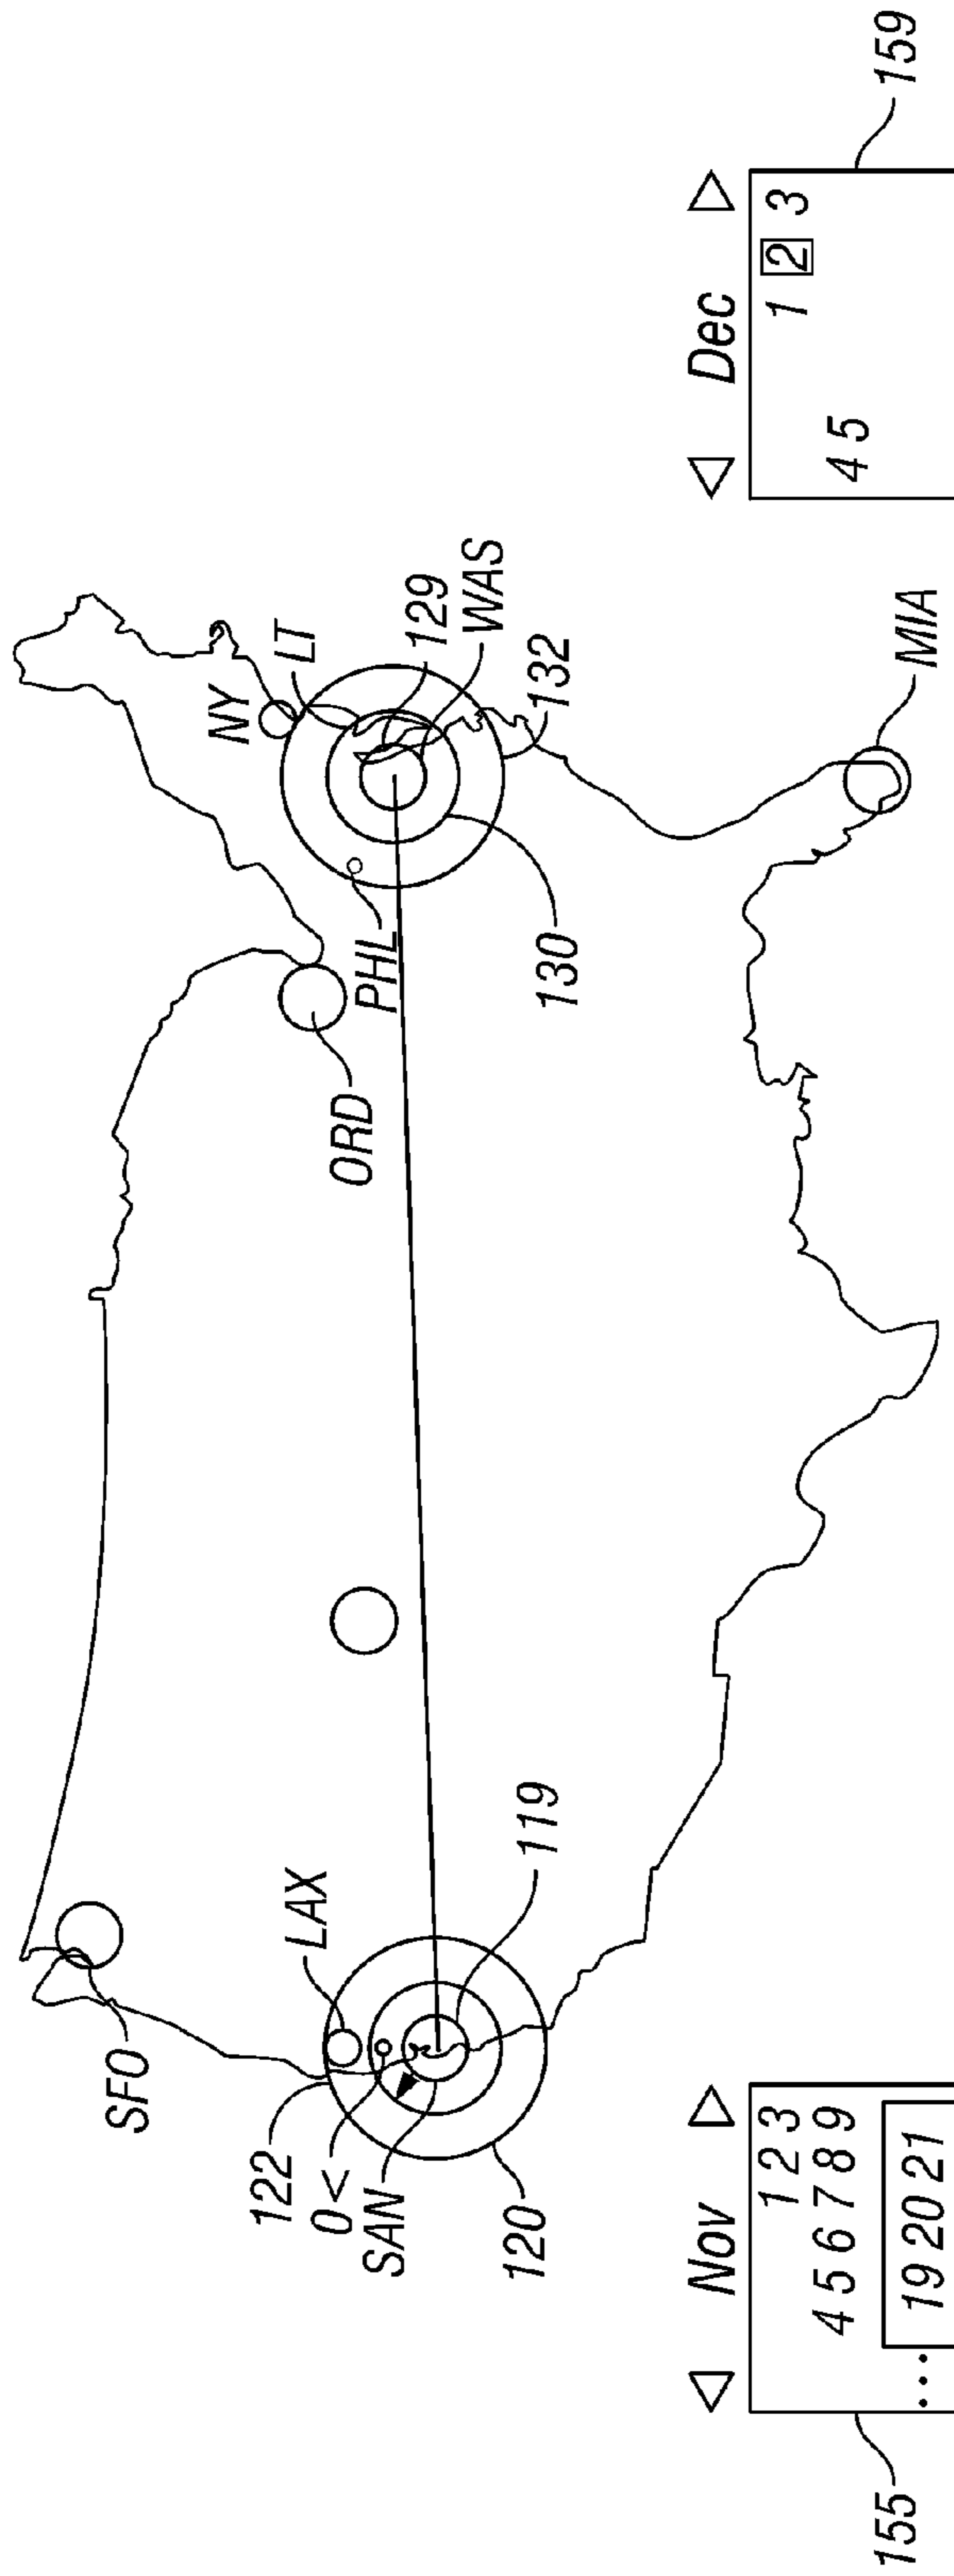 SFO
NY
LT
122
LAX
0 <
SAN
119
120
ORD
PHL
130
129
WAS
132
MIA
Nov
1 2 3
4 5 6 7 8 9
... 19 20 21
155
Dec
1 2 3
4 5
159